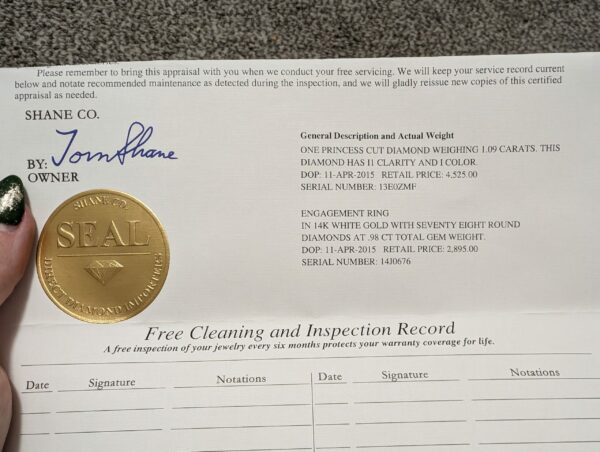 Please remember to bring this appraisal with you when we conduct your free servicing. We will keep your service record current
below and notate recommended maintenance as detected during the inspection, and we will gladly reissue new copies of this certified
appraisal as needed.
SHANE CO.
BY: Tom Shane
OWNER
SHANE CO
SEAL
DIRECT DIAMOND IMPORTERS
General Description and Actual Weight
ONE PRINCESS CUT DIAMOND WEIGHING 1.09 CARATS. THIS
DIAMOND HAS I1 CLARITY AND I COLOR.
DOP: 11-APR-2015 RETAIL PRICE: 4,525.00
SERIAL NUMBER: 13E0ZMF
ENGAGEMENT RING
IN 14K WHITE GOLD WITH SEVENTY EIGHT ROUND
DIAMONDS AT .98 CT TOTAL GEM WEIGHT.
DOP: 11-APR-2015 RETAIL PRICE: 2,895.00
SERIAL NUMBER: 14J0676
Free Cleaning and Inspection Record
A free inspection of your jewelry every six months protects your warranty coverage for life.
Date Signature Notations Date Signature Notations